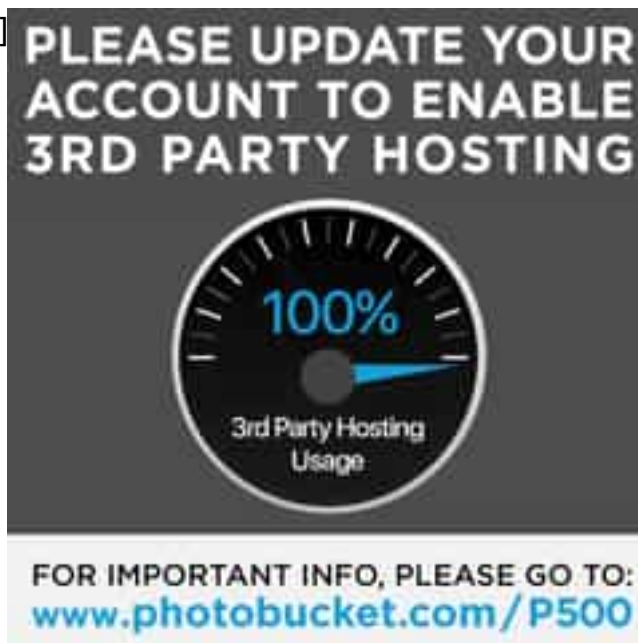 PLEASE UPDATE YOUR
ACCOUNT TO ENABLE
3RD PARTY HOSTING
100%
3rd Party Hosting
Usage
FOR IMPORTANT INFO, PLEASE GO TO:
www.photobucket.com/P500